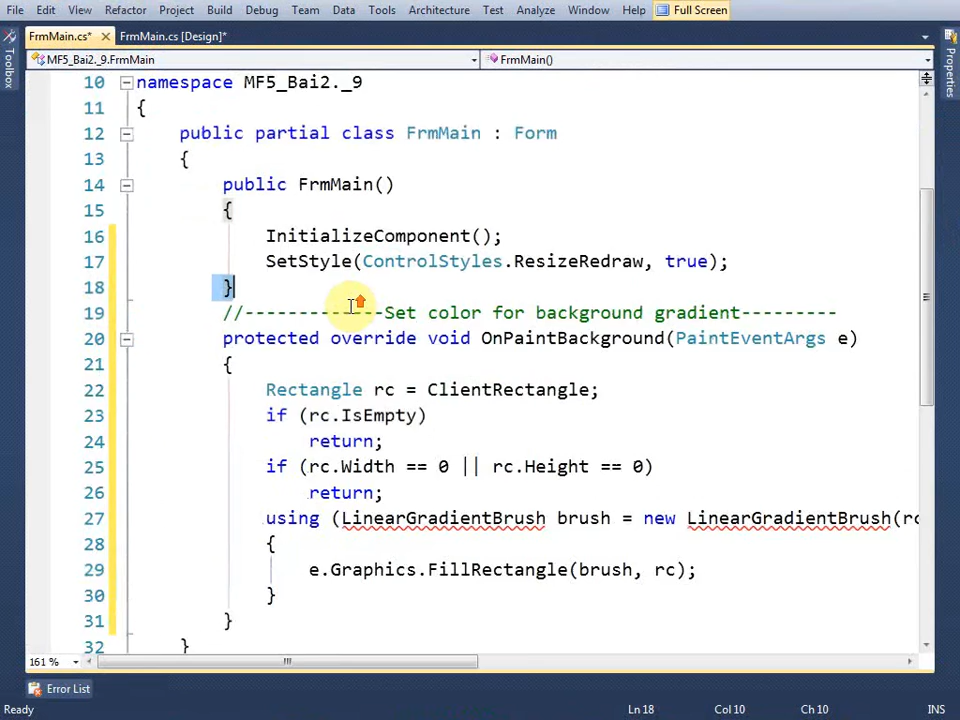 File Edit View Refactor Project Build Debug Team Data Tools Architecture Test Analyze Window Help Full Screen
FrmMain.cs* FrmMain.cs [Design]*
Toolbox
Properties
MF5_Bai2._9.FrmMain FrmMain()
10 namespace MF5_Bai2._9
11 {
12 public partial class FrmMain : Form
13 {
14 public FrmMain()
15 {
16 InitializeComponent();
17 SetStyle(ControlStyles.ResizeRedraw, true);
18 }
19 //-------------Set color for background gradient---------
20 protected override void OnPaintBackground(PaintEventArgs e)
21 {
22 Rectangle rc = ClientRectangle;
23 if (rc.IsEmpty)
24 return;
25 if (rc.Width == 0 || rc.Height == 0)
26 return;
27 using (LinearGradientBrush brush = new LinearGradientBrush(rc
28 {
29 e.Graphics.FillRectangle(brush, rc);
30 }
31 }
32 }
161 %
Error List
Ready Ln 18 Col 10 Ch 10 INS